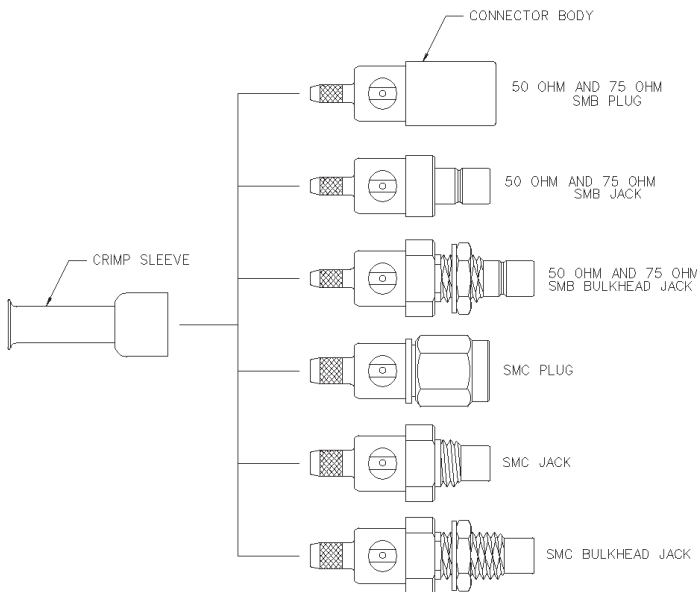 CONNECTOR BODY
50 OHM AND 75 OHM
SMB PLUG
50 OHM AND 75 OHM
SMB JACK
CRIMP SLEEVE
50 OHM AND 75 OHM
SMB BULKHEAD JACK
SMC PLUG
SMC JACK
SMC BULKHEAD JACK